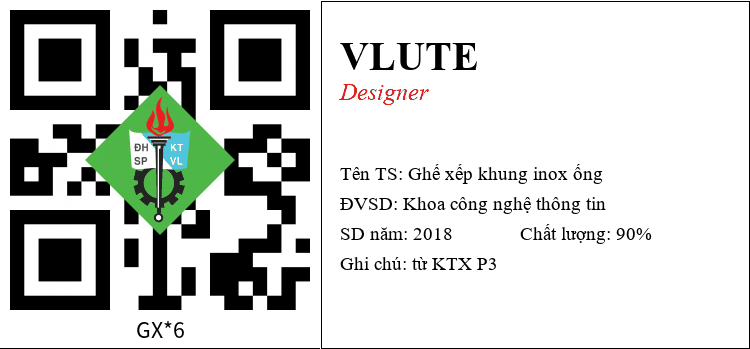 ĐH KT
SP VL
GX*6
VLUTE
Designer
Tên TS: Ghế xếp khung inox ống
ĐVSD: Khoa công nghệ thông tin
SD năm: 2018 Chất lượng: 90%
Ghi chú: từ KTX P3